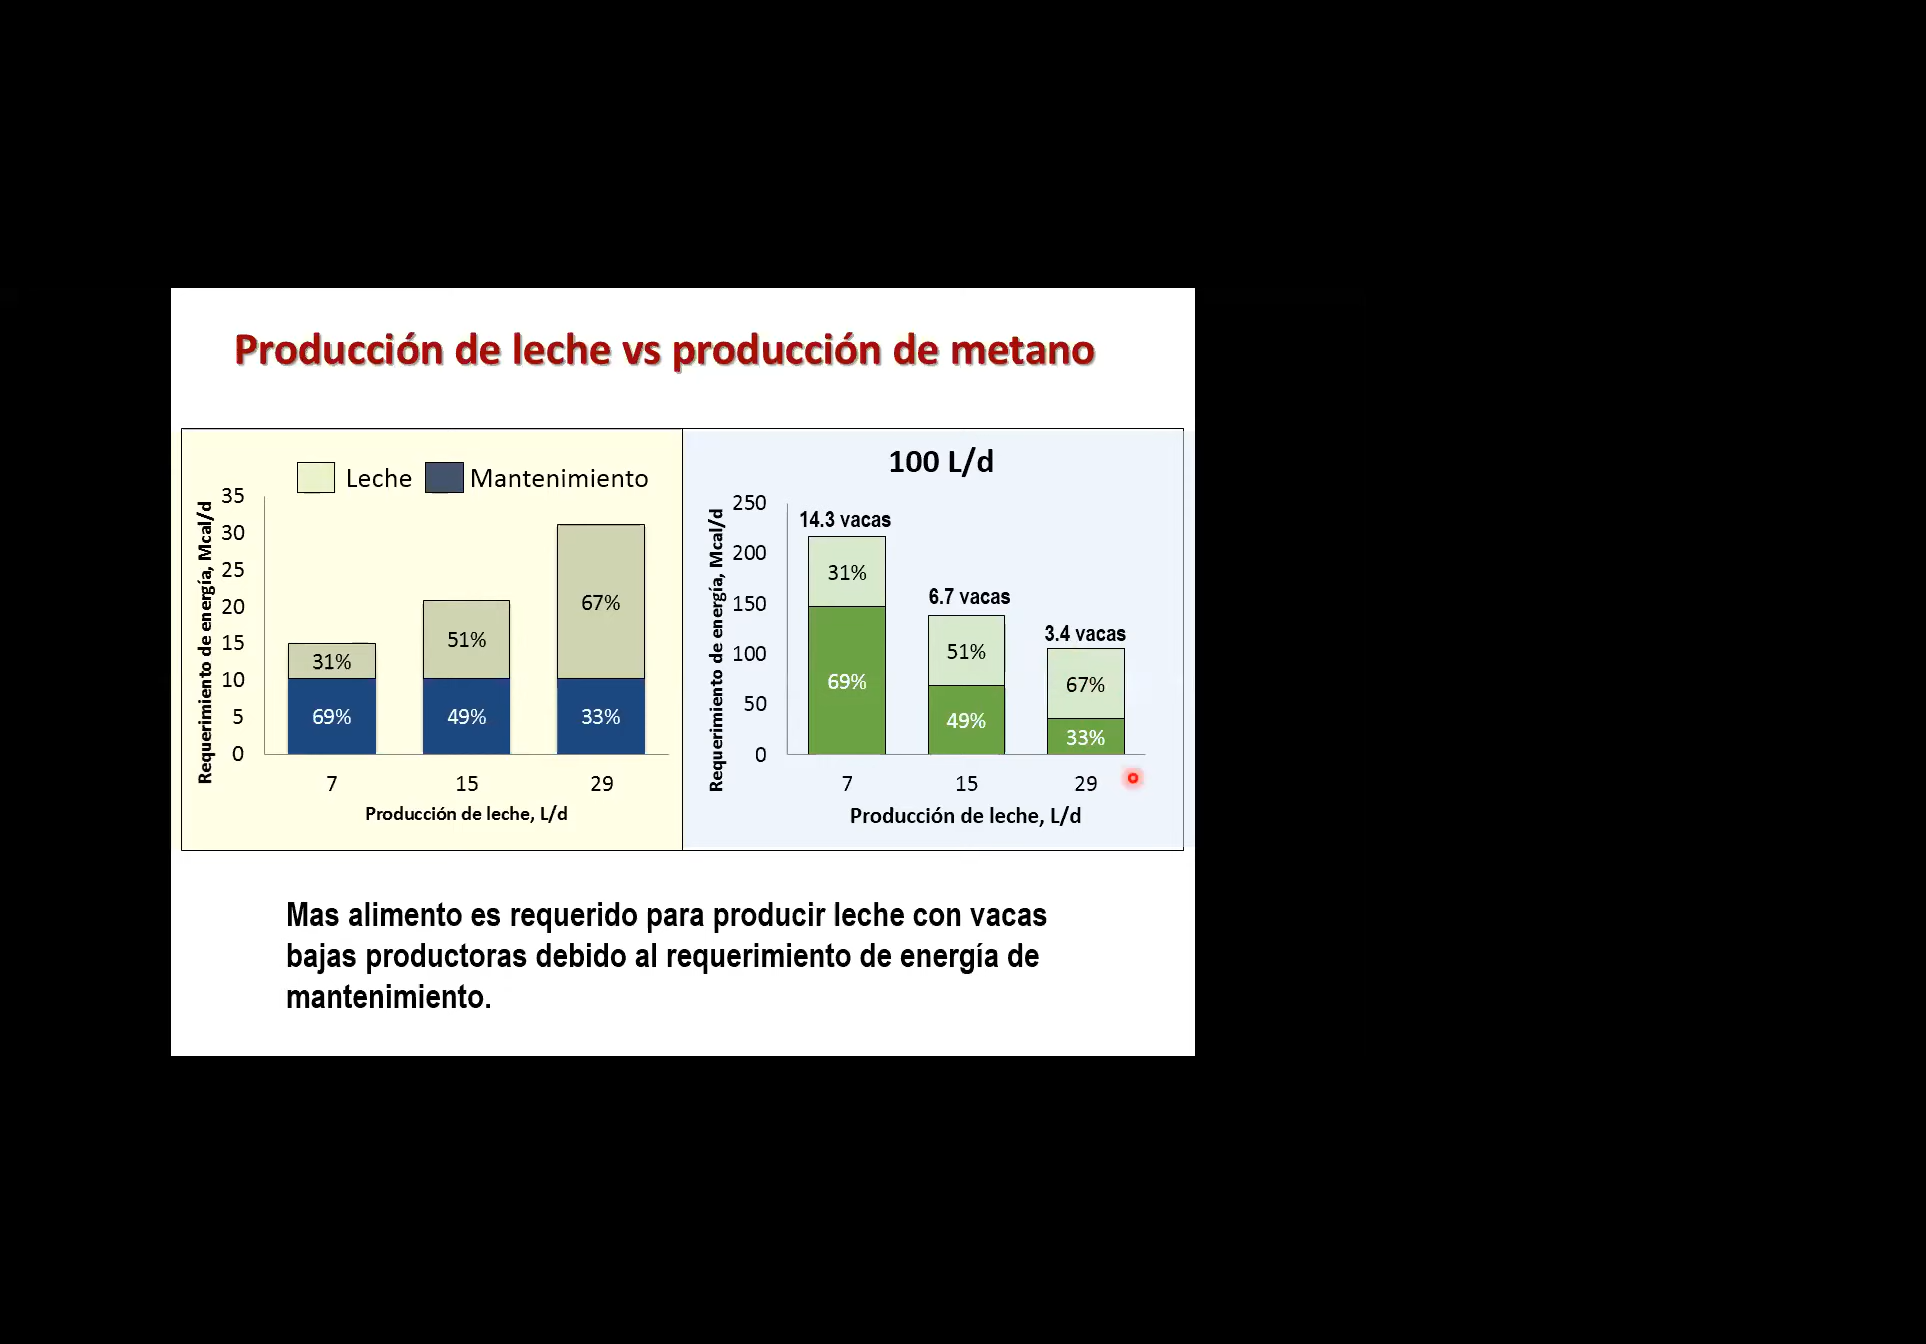 Producción de leche vs producción de metano
Leche
Mantenimiento
Requerimiento de energía, Mcal/d
35
30
25
20
15
10
5
0
31%
69%
51%
49%
67%
33%
7
15
29
Producción de leche, L/d
100 L/d
Requerimiento de energía, Mcal/d
250
200
150
100
50
0
14.3 vacas
31%
69%
6.7 vacas
51%
49%
3.4 vacas
67%
33%
7
15
29
Producción de leche, L/d
Mas alimento es requerido para producir leche con vacas
bajas productoras debido al requerimiento de energía de
mantenimiento.